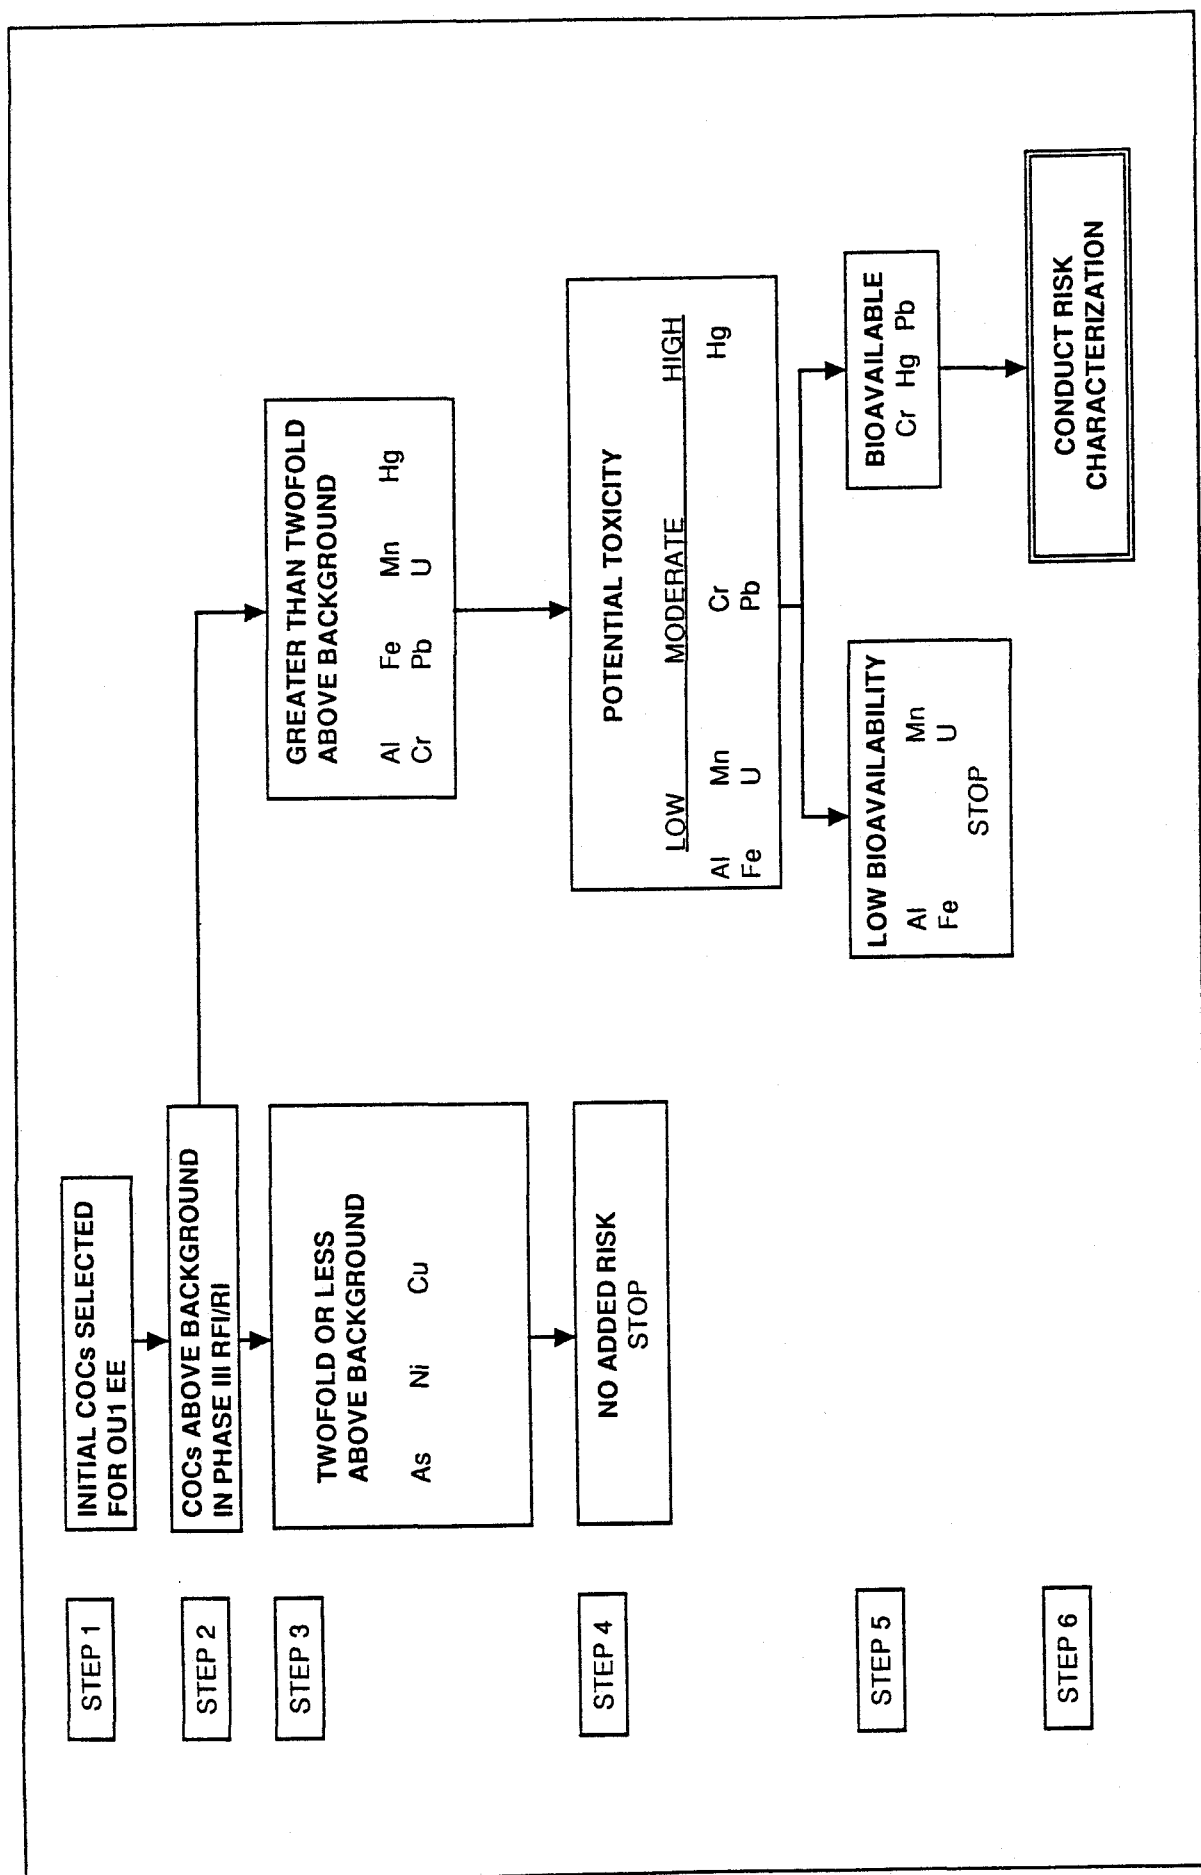 STEP 1
INITIAL COCs SELECTED
FOR OU1 EE
STEP 2
COCs ABOVE BACKGROUND
IN PHASE III RFI/RI
STEP 3
TWOFOLD OR LESS
ABOVE BACKGROUND
As Ni Cu
GREATER THAN TWOFOLD
ABOVE BACKGROUND
Al Fe Mn Hg
Cr Pb U
STEP 4
NO ADDED RISK
STOP
POTENTIAL TOXICITY
LOW MODERATE HIGH
Al Mn Cr Hg
Fe U Pb
STEP 5
LOW BIOAVAILABILITY
Al Mn
Fe U
STOP
BIOAVAILABLE
Cr Hg Pb
STEP 6
CONDUCT RISK
CHARACTERIZATION